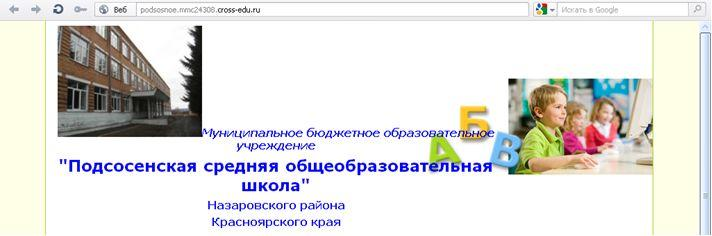 Веб
podsosnoe.mmc24308.cross-edu.ru
Искать в Google
Муниципальное бюджетное образовательное
учреждение
АБВ
"Подсосенская средняя общеобразовательная
школа"
Назаровского района
Красноярского края